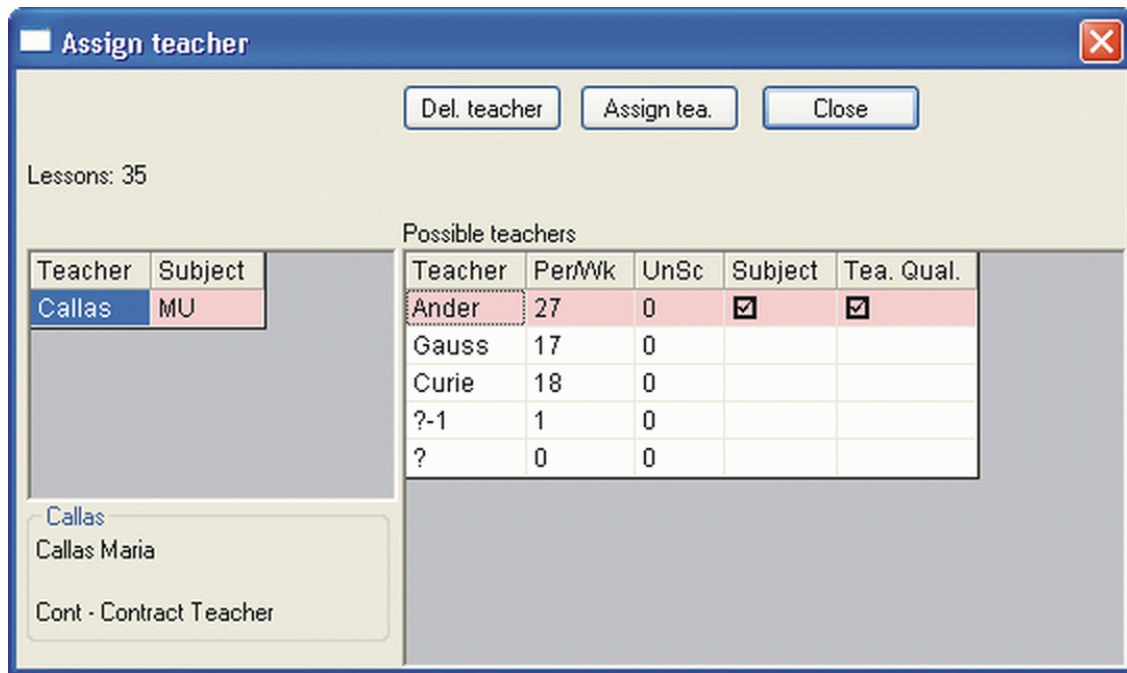 Assign teacher
Del. teacher Assign tea. Close
Lessons: 35
Possible teachers
Teacher Subject
Callas MU
Teacher Per/Wk UnSc Subject Tea. Qual.
Ander 27 0
Gauss 17 0
Curie 18 0
?-1 1 0
? 0 0
Callas
Callas Maria
Cont - Contract Teacher